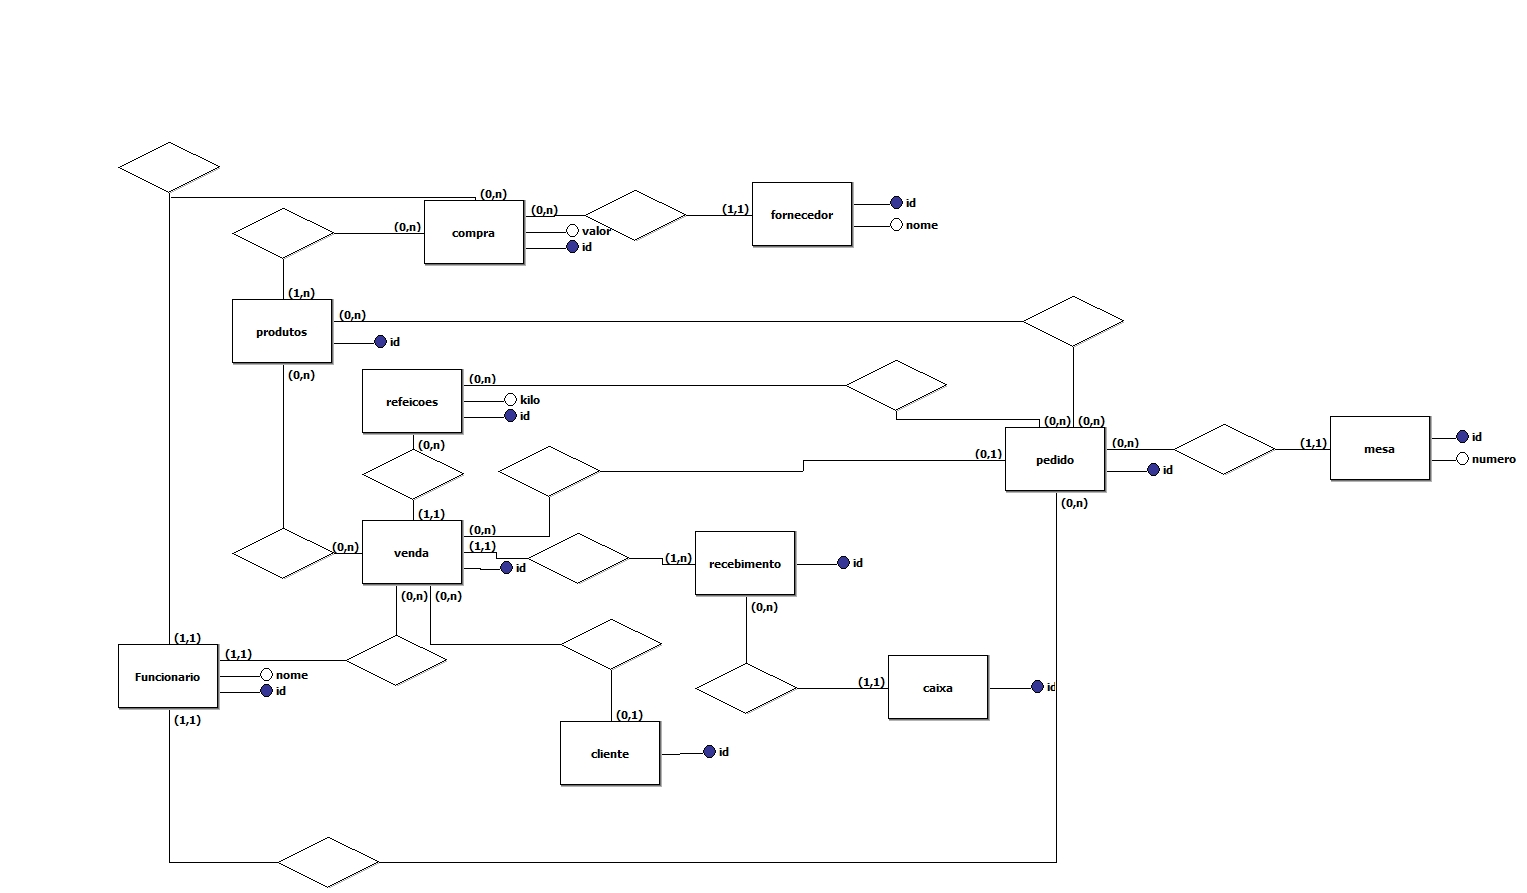 (0,n)
(0,n)
(1,1)
fornecedor
id
nome
(0,n)
compra
valor
id
(1,n)
produtos
(0,n)
id
(0,n)
refeicoes
(0,n)
kilo
id
(0,n)
(0,n)
(0,n)
(0,1)
pedido
(0,n)
id
(1,1)
mesa
id
numero
(0,n)
(1,1)
(0,n)
venda
(0,n)
(1,1)
id
(1,n)
recebimento
id
(0,n)
(0,n)
(0,n)
(1,1)
(1,1)
Funcionario
nome
id
(1,1)
(1,1)
caixa
id
(0,1)
cliente
id